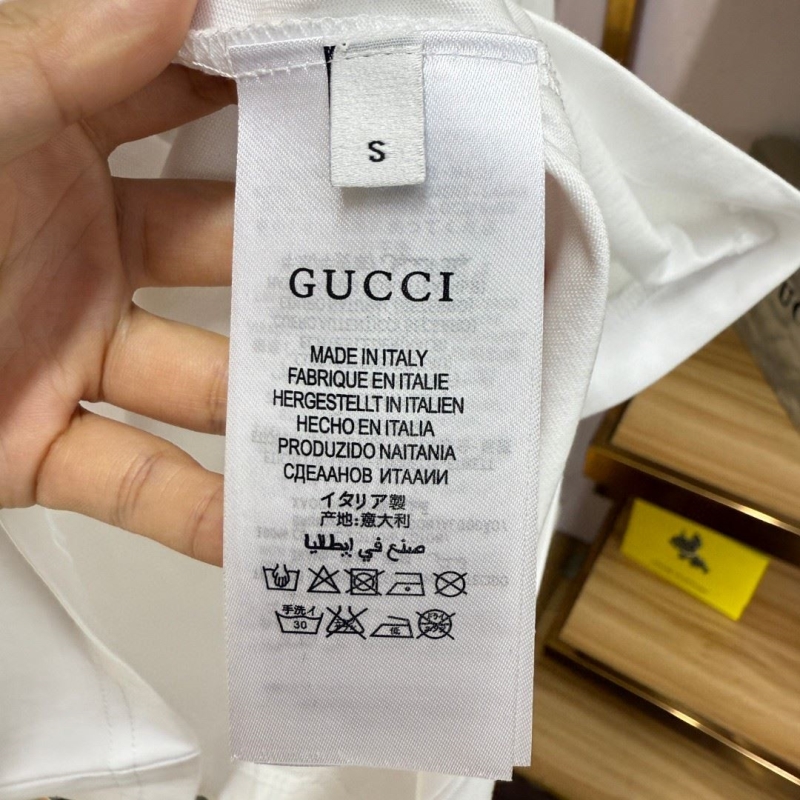 S
GUCCI
MADE IN ITALY
FABRIQUE EN ITALIE
HERGESTELLT IN ITALIEN
HECHO EN ITALIA
PRODUZIDO NAITANIA
СДЕААНОВ ИТААИИ
イタリア製
产地:意大利
صنع في إيطاليا
手洗イ
30
低